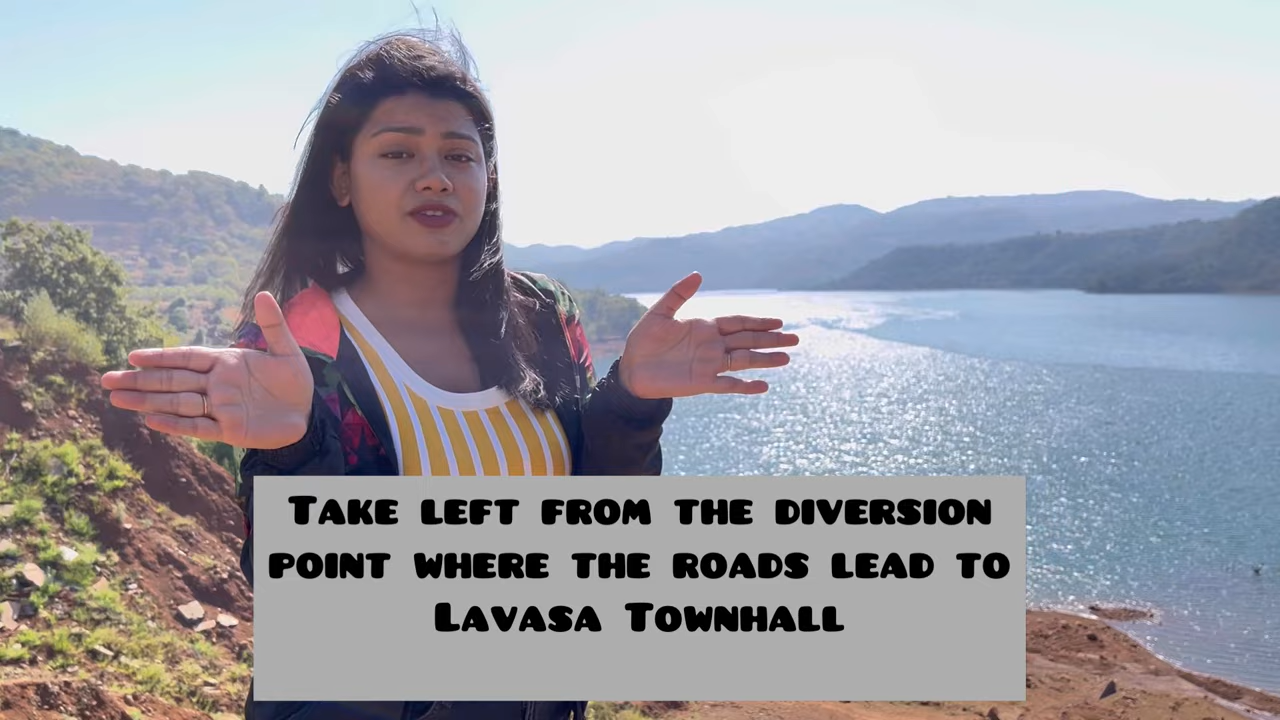 Take left from the diversion
point where the roads lead to
Lavasa Townhall